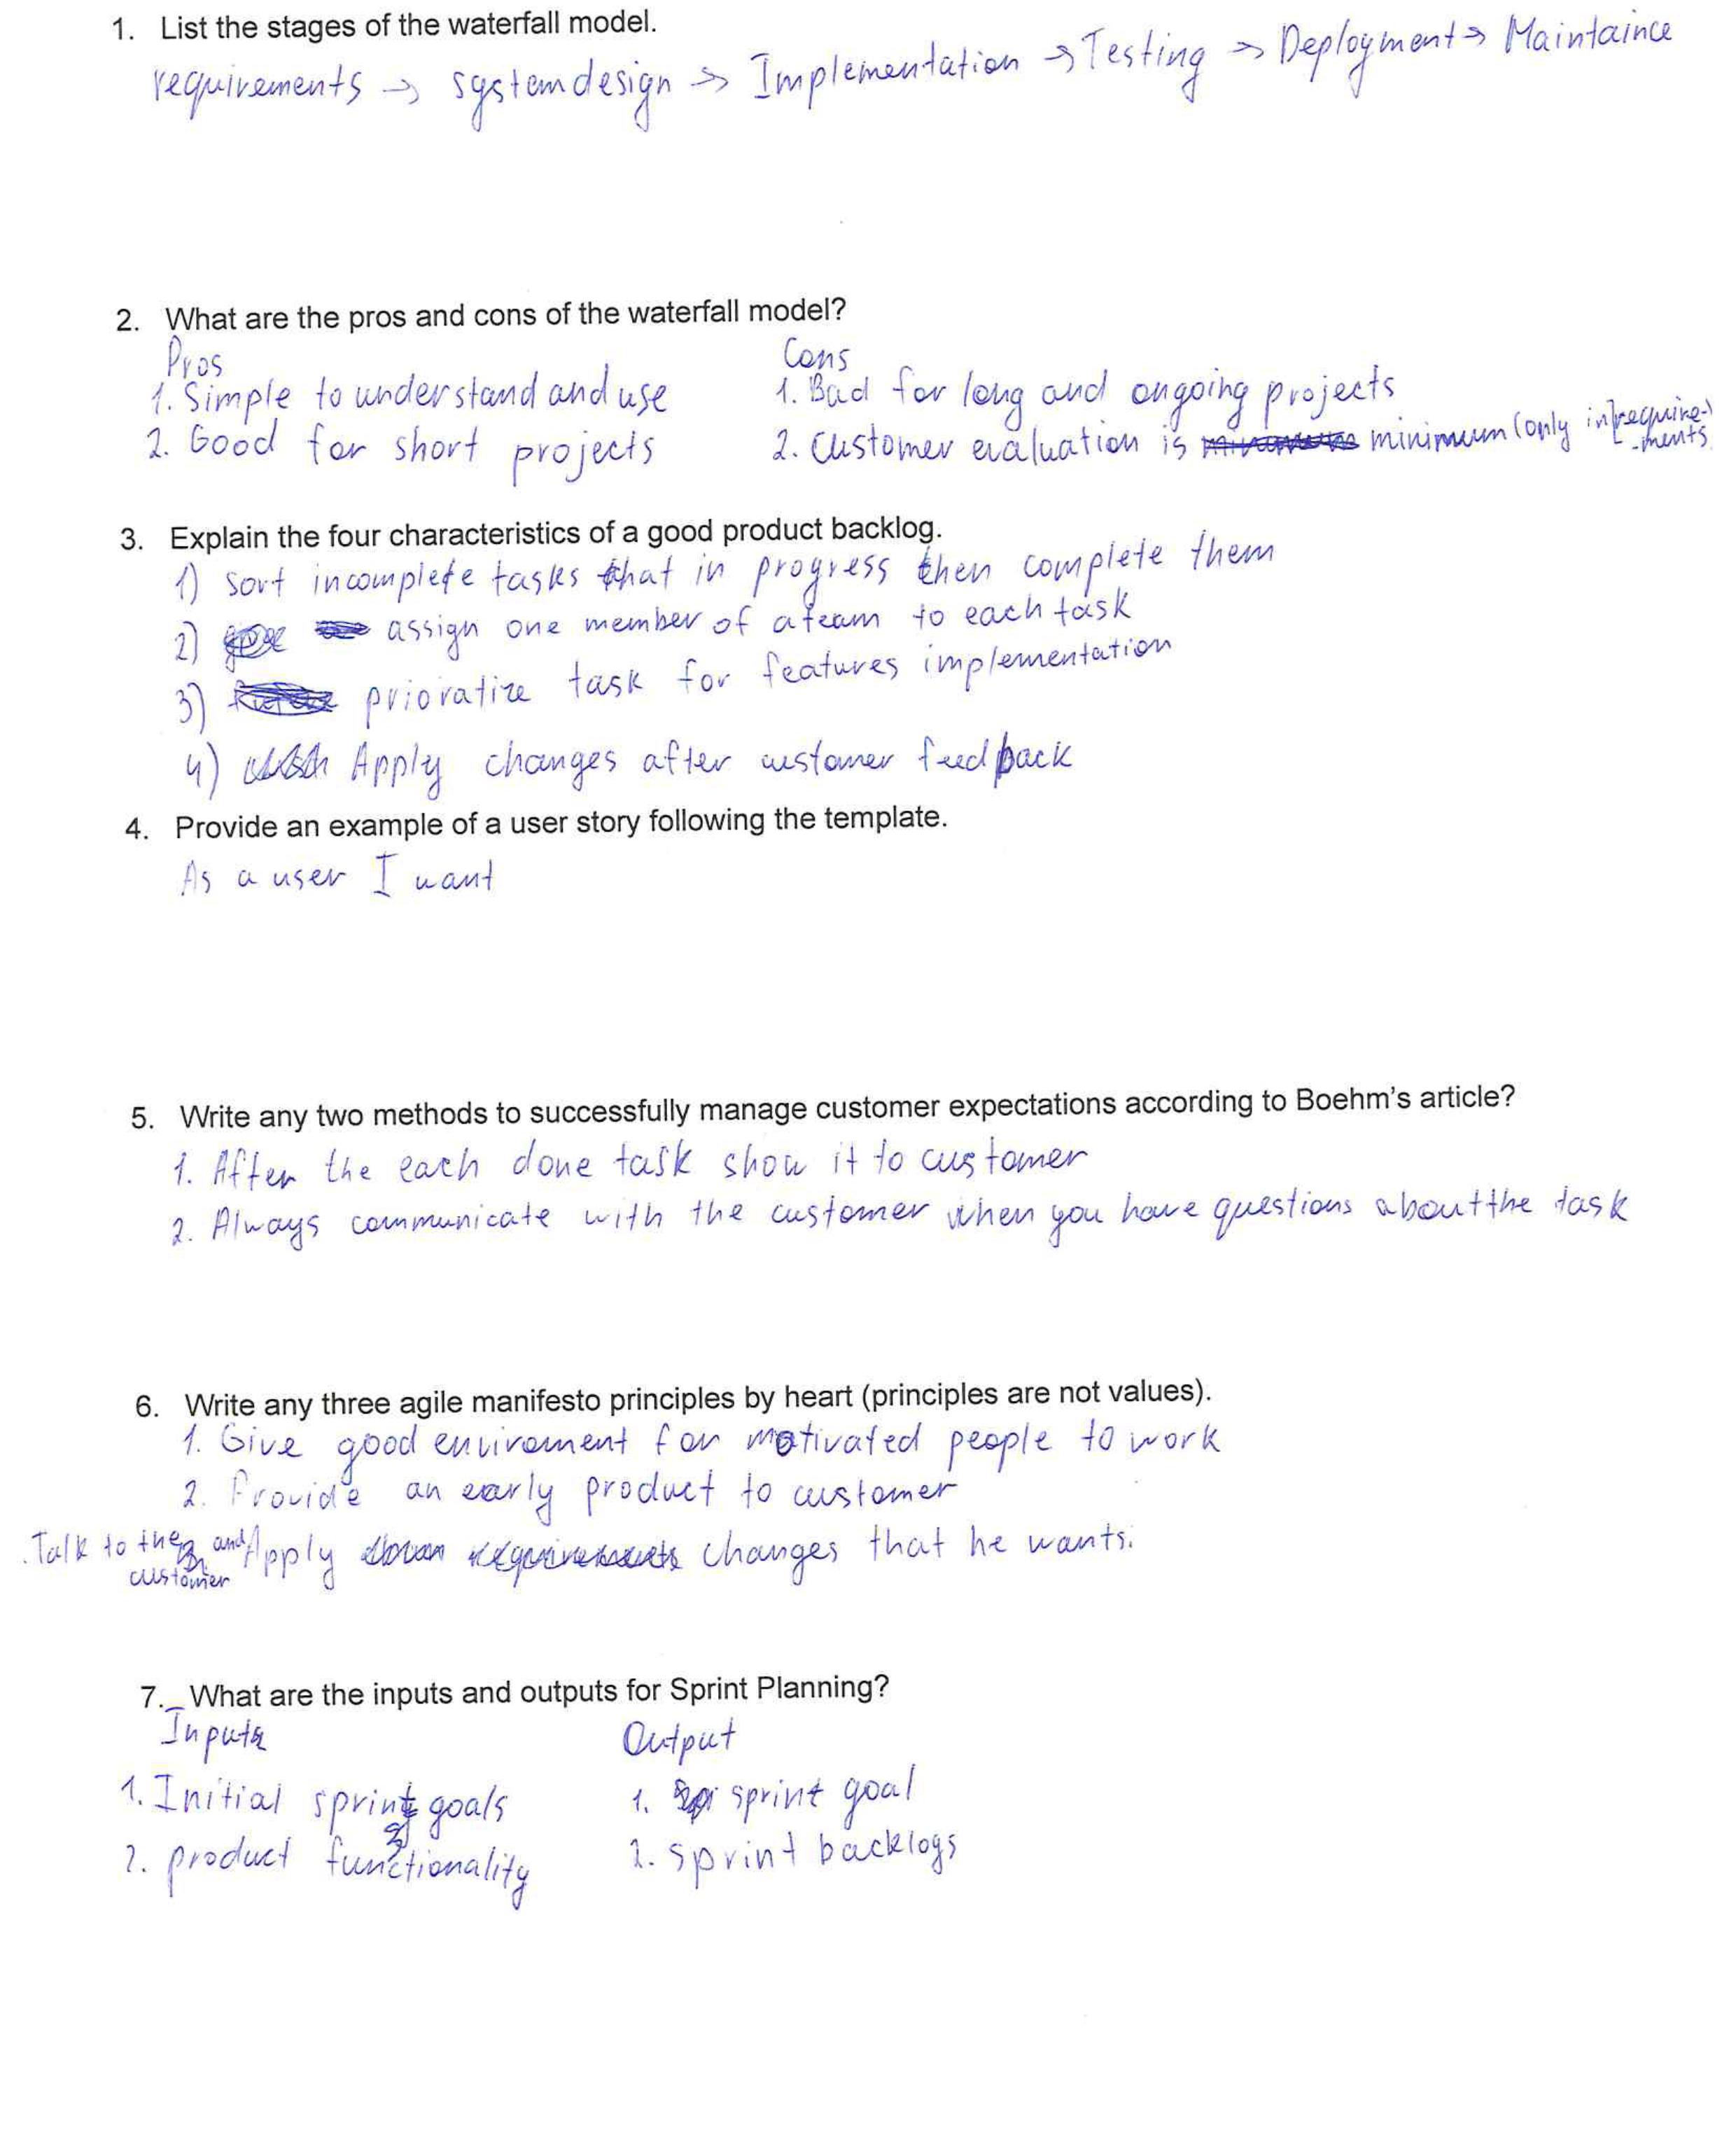 1. List the stages of the waterfall model.
requirements → system design → Implementation → Testing → Deployment → Maintaince
2. What are the pros and cons of the waterfall model?
Pros Cons
1. Simple to understand and use 1. Bad for long and ongoing projects
2. Good for short projects 2. Customer evaluation is minimum (only in require-
-ments
3. Explain the four characteristics of a good product backlog.
1) sort incomplete tasks that in progress then complete them
2) assign one member of a team to each task
3) prioratize task for features implementation
4) Apply changes after customer feedback
4. Provide an example of a user story following the template.
As a user I want
5. Write any two methods to successfully manage customer expectations according to Boehm's article?
1. After the each done task show it to customer
2. Always communicate with the customer when you have questions about the task
6. Write any three agile manifesto principles by heart (principles are not values).
1. Give good enviroment for motivated people to work
2. Provide an early product to customer
3. Talk to the customer and Apply changes that he wants.
7. What are the inputs and outputs for Sprint Planning?
Inputs Output
1. Initial sprint goals 1. sprint goal
2. product functionality 2. sprint backlogs